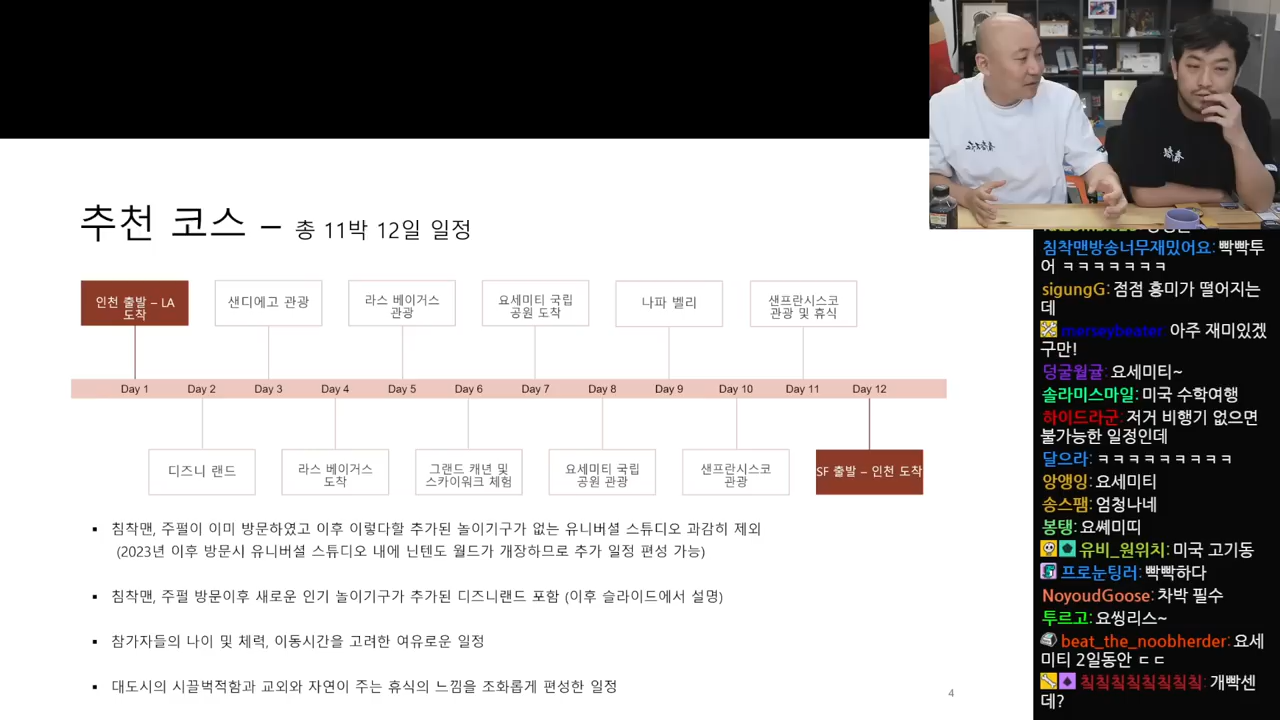 추천 코스 – 총 11박 12일 일정
인천 출발 – LA
도착
샌디에고 관광
라스 베이거스
관광
요세미티 국립
공원 도착
나파 벨리
샌프란시스코
관광 및 휴식
Day 1 Day 2 Day 3 Day 4 Day 5 Day 6 Day 7 Day 8 Day 9 Day 10 Day 11 Day 12
디즈니 랜드
라스 베이거스
도착
그랜드 캐년 및
스카이워크 체험
요세미티 국립
공원 관광
샌프란시스코
관광
SF 출발 – 인천 도착
▪ 침착맨, 주펄이 이미 방문하였고 이후 이렇다할 추가된 놀이기구가 없는 유니버셜 스튜디오 과감히 제외
(2023년 이후 방문시 유니버셜 스튜디오 내에 닌텐도 월드가 개장하므로 추가 일정 편성 가능)
▪ 침착맨, 주펄 방문이후 새로운 인기 놀이기구가 추가된 디즈니랜드 포함 (이후 슬라이드에서 설명)
▪ 참가자들의 나이 및 체력, 이동시간을 고려한 여유로운 일정
▪ 대도시의 시끌벅적함과 교외와 자연이 주는 휴식의 느낌을 조화롭게 편성한 일정
4
침착맨방송너무재밌어요: 빡빡투
어 ㅋㅋㅋㅋㅋㅋㅋ
sigungG: 점점 흥미가 떨어지는
데
merseybeater: 아주 재미있겠
구만!
덩굴월귤: 요세미티~
솔라미스마일: 미국 수학여행
하이드라군: 저거 비행기 없으면
불가능한 일정인데
달으라: ㅋㅋㅋㅋㅋㅋㅋㅋㅋ
앙앵잉: 요세미티
송스팸: 엄청나네
봉탱: 요쎄미띠
유비_원위치: 미국 고기동
프로눈팅러: 빡빡하다
NoyoudGoose: 차박 필수
투르고: 요씽리스~
beat_the_noobherder: 요세
미티 2일동안 ㄷㄷ
칰칰칰칰칰칰칰칰: 개빡센
데?